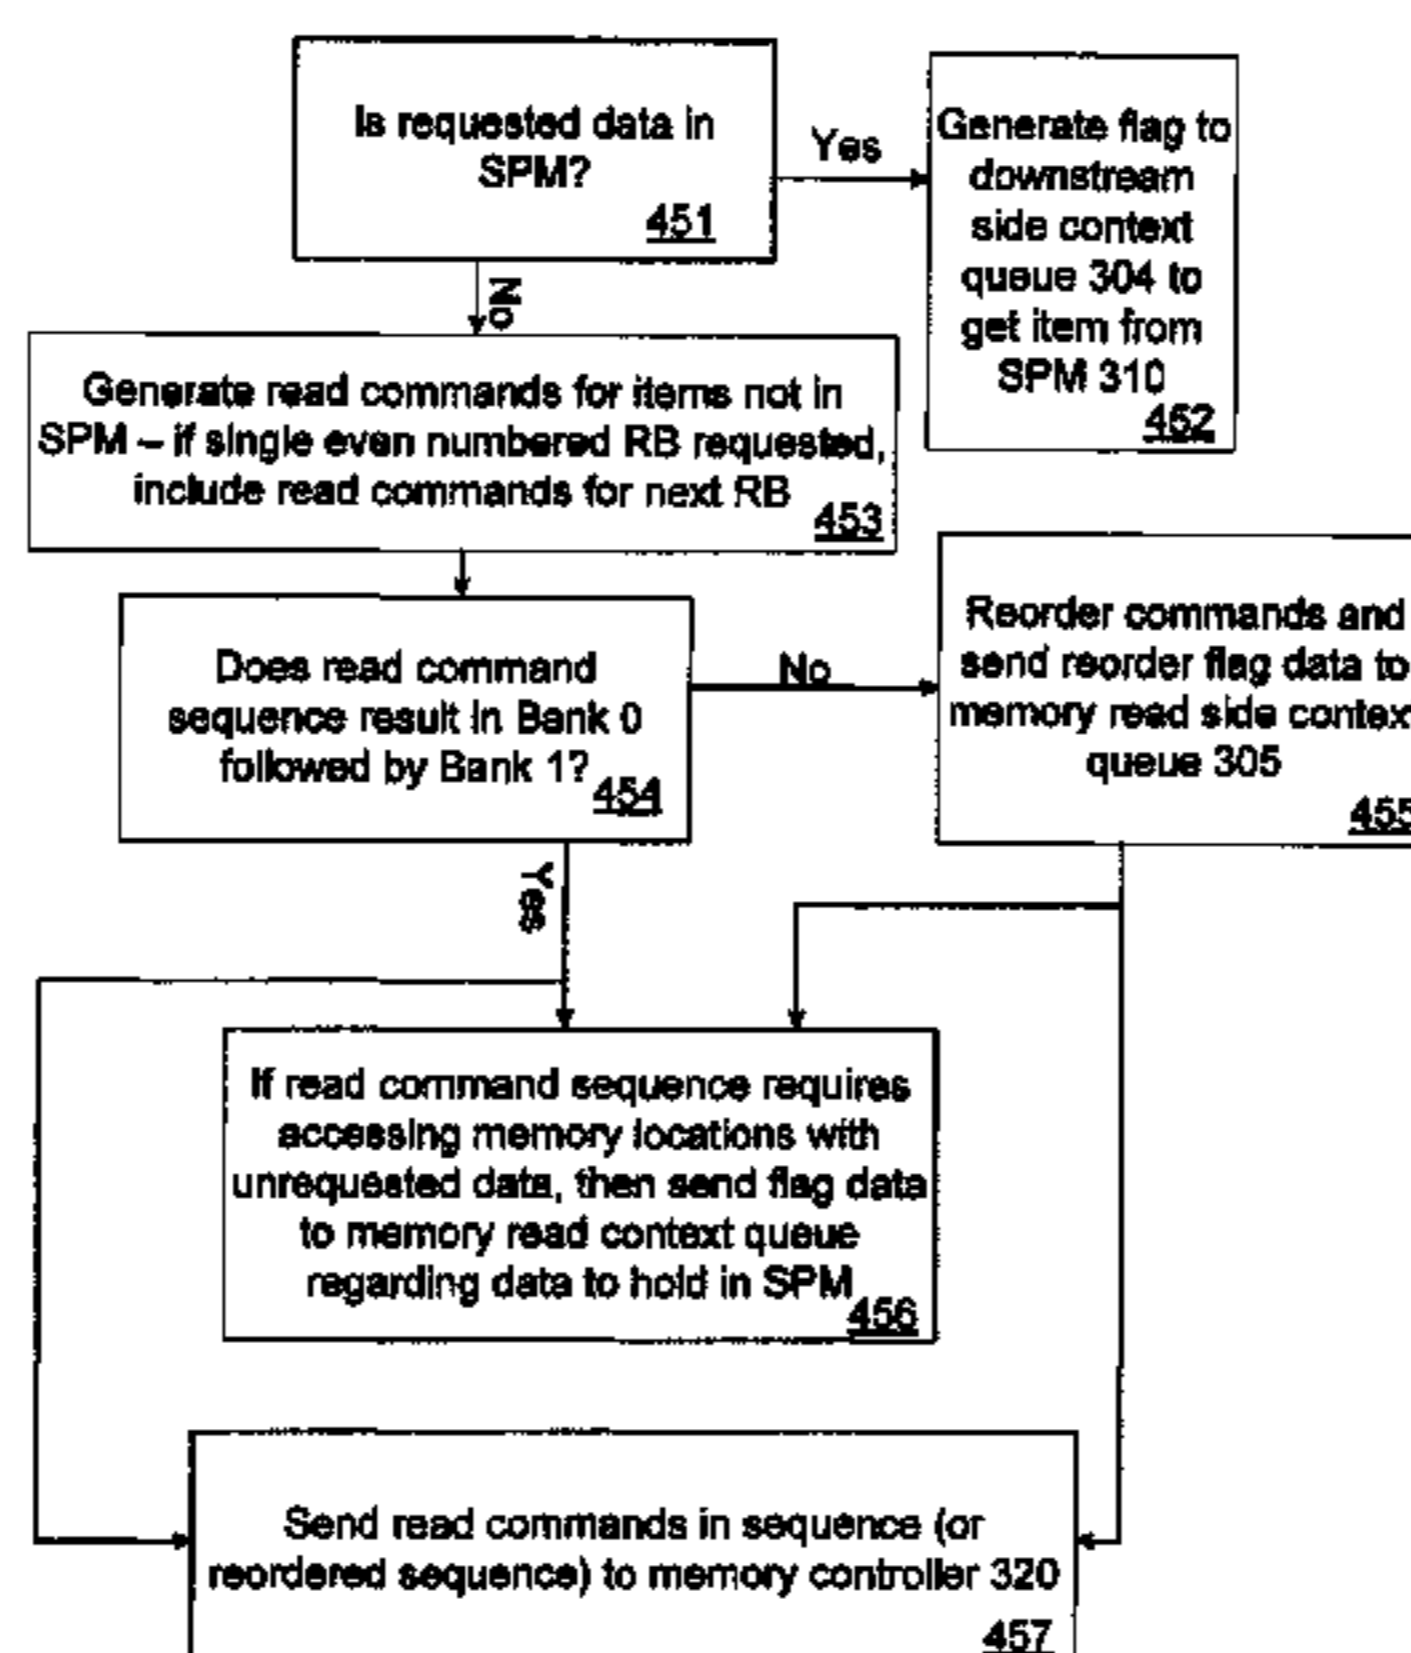 Is requested data in
SPM?
451
Yes
Generate flag to
downstream
side context
queue 304 to
get item from
SPM 310
452
No
Generate read commands for items not in
SPM – if single even numbered RB requested,
include read commands for next RB
453
Does read command
sequence result in Bank 0
followed by Bank 1?
454
No
Reorder commands and
send reorder flag data to
memory read side context
queue 305
455
Yes
If read command sequence requires
accessing memory locations with
unrequested data, then send flag data
to memory read context queue
regarding data to hold in SPM
456
Send read commands in sequence (or
reordered sequence) to memory controller 320
457